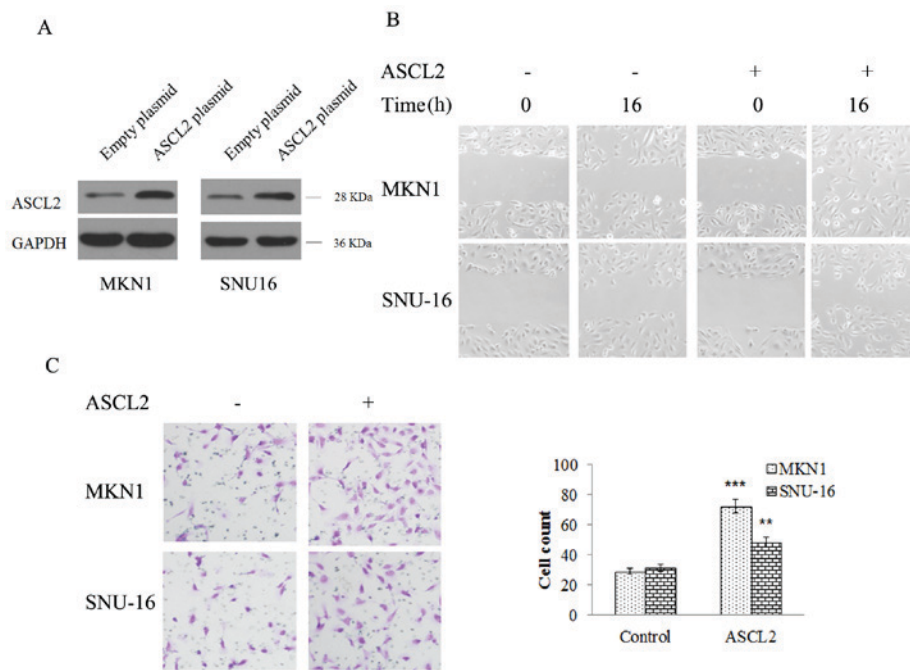 A
Empty plasmid
ASCL2 plasmid
Empty plasmid
ASCL2 plasmid
ASCL2
28 KDa
GAPDH
36 KDa
MKN1
SNU16
B
ASCL2 - - + +
Time(h) 0 16 0 16
MKN1
SNU-16
C
ASCL2 - +
MKN1
SNU-16
100
80
60
40
20
0
Cell count
***
**
MKN1
SNU-16
Control
ASCL2